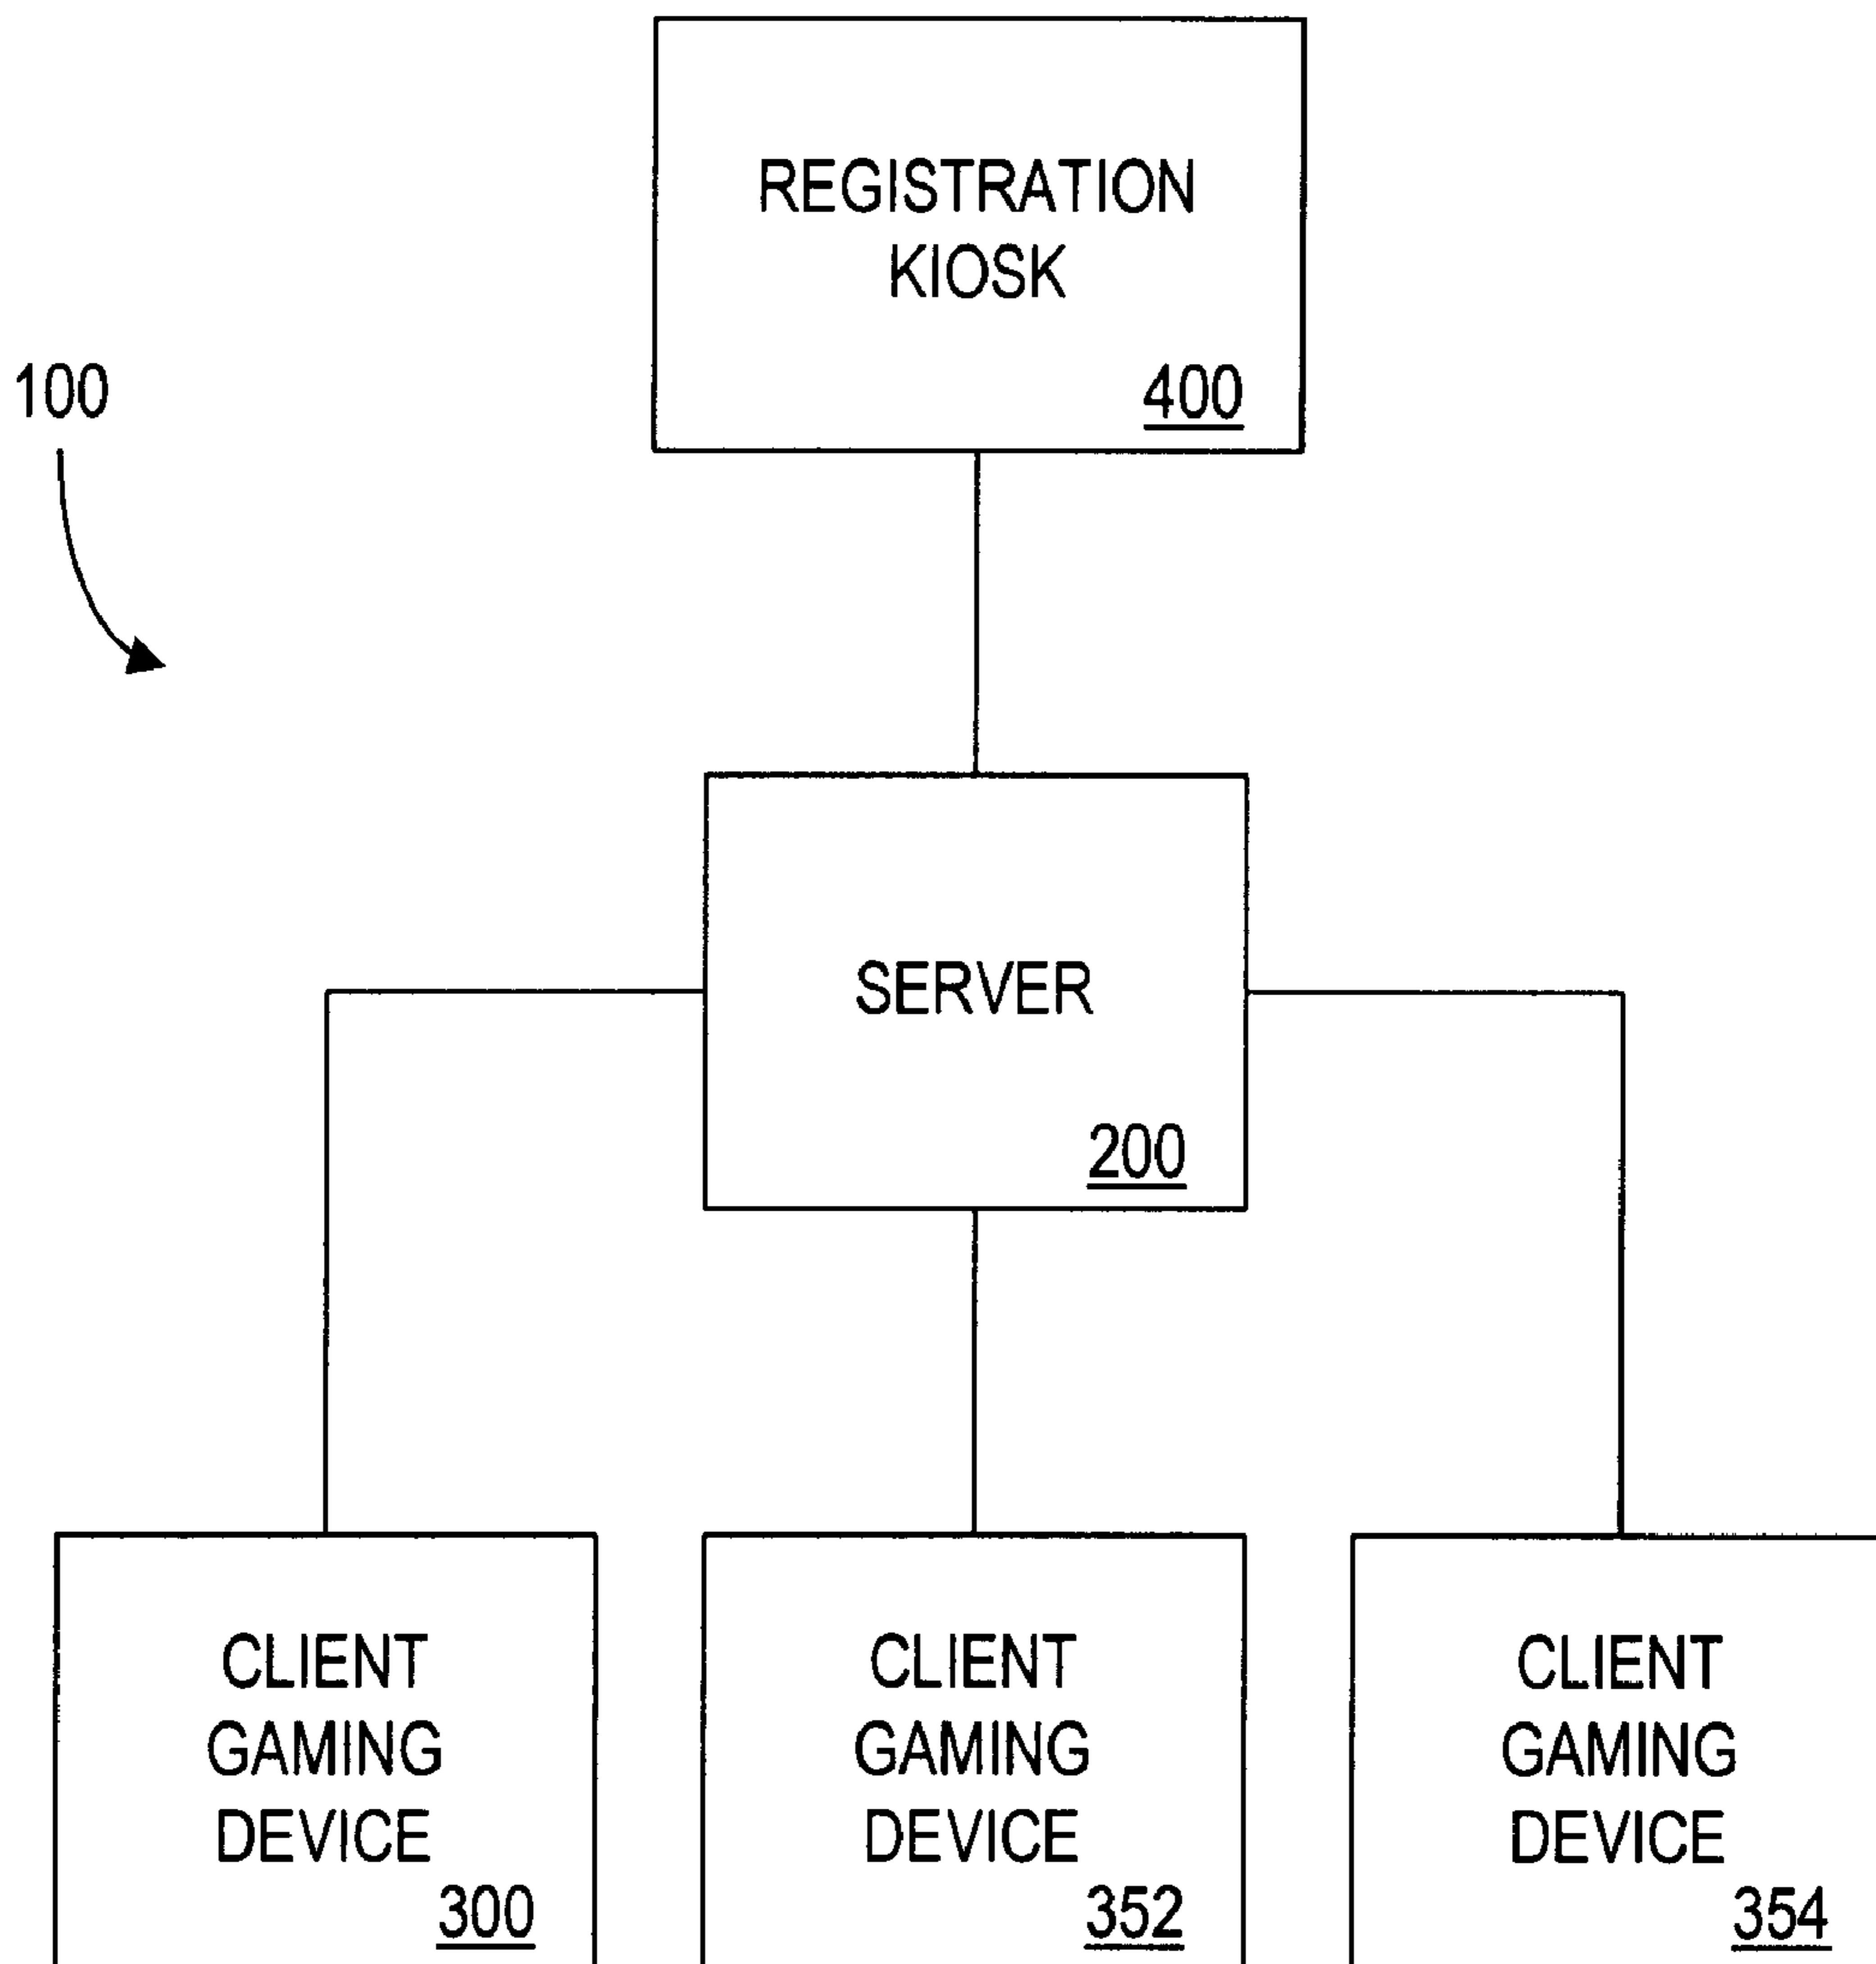 REGISTRATION
KIOSK
400
100
SERVER
200
CLIENT
GAMING
DEVICE
300
CLIENT
GAMING
DEVICE
352
CLIENT
GAMING
DEVICE
354